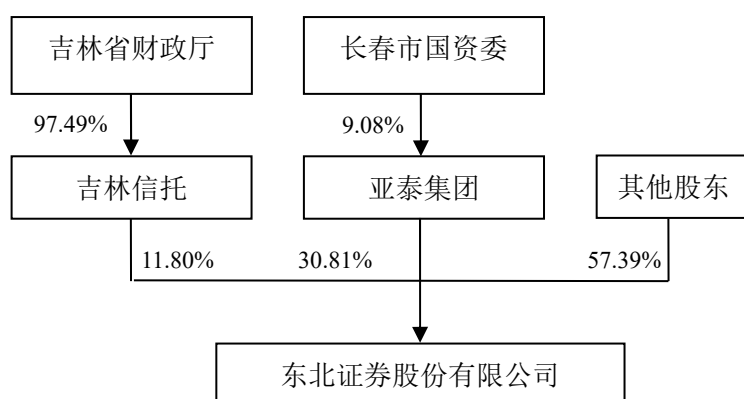 吉林省财政厅
长春市国资委
97.49%
9.08%
吉林信托
亚泰集团
其他股东
11.80%
30.81%
57.39%
东北证券股份有限公司